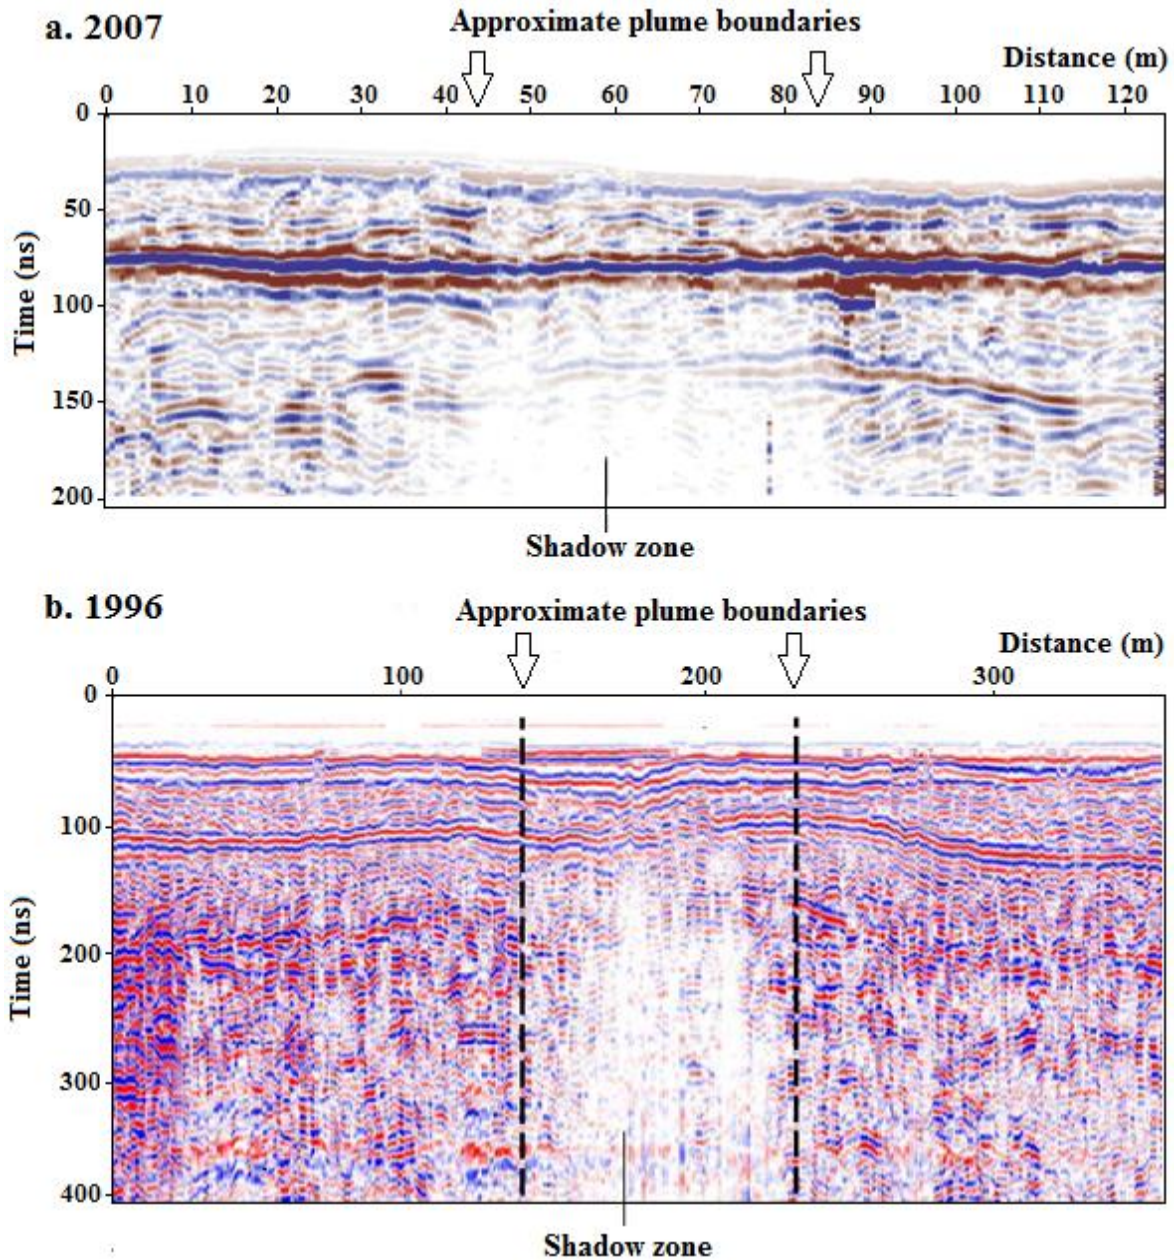 a. 2007
Approximate plume boundaries
Distance (m)
0 10 20 30 40 50 60 70 80 90 100 110 120
0
50
100
150
200
Time (ns)
Shadow zone
b. 1996
Approximate plume boundaries
Distance (m)
0 100 200 300
0
100
200
300
400
Time (ns)
Shadow zone